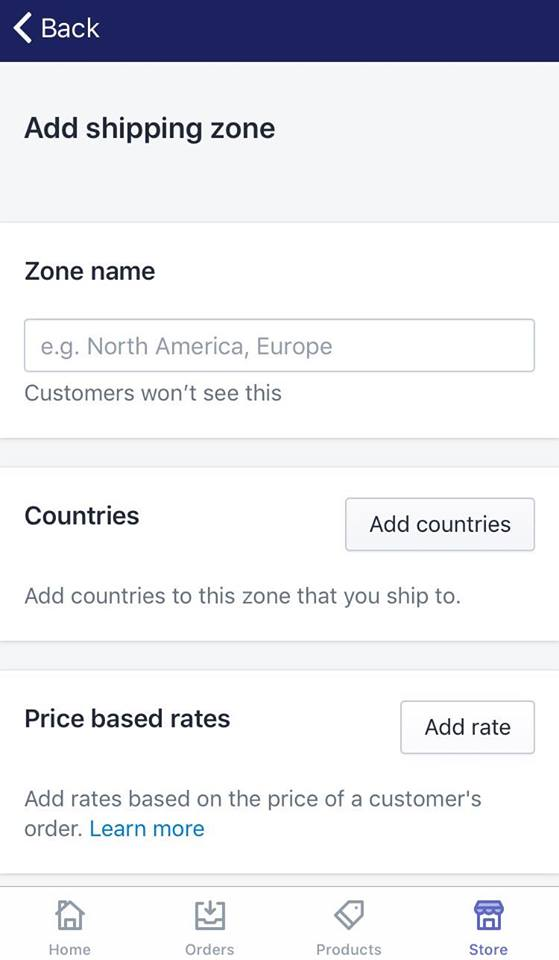 Back
Add shipping zone
Zone name
e.g. North America, Europe
Customers won’t see this
Countries
Add countries
Add countries to this zone that you ship to.
Price based rates
Add rate
Add rates based on the price of a customer's
order. Learn more
Home
Orders
Products
Store